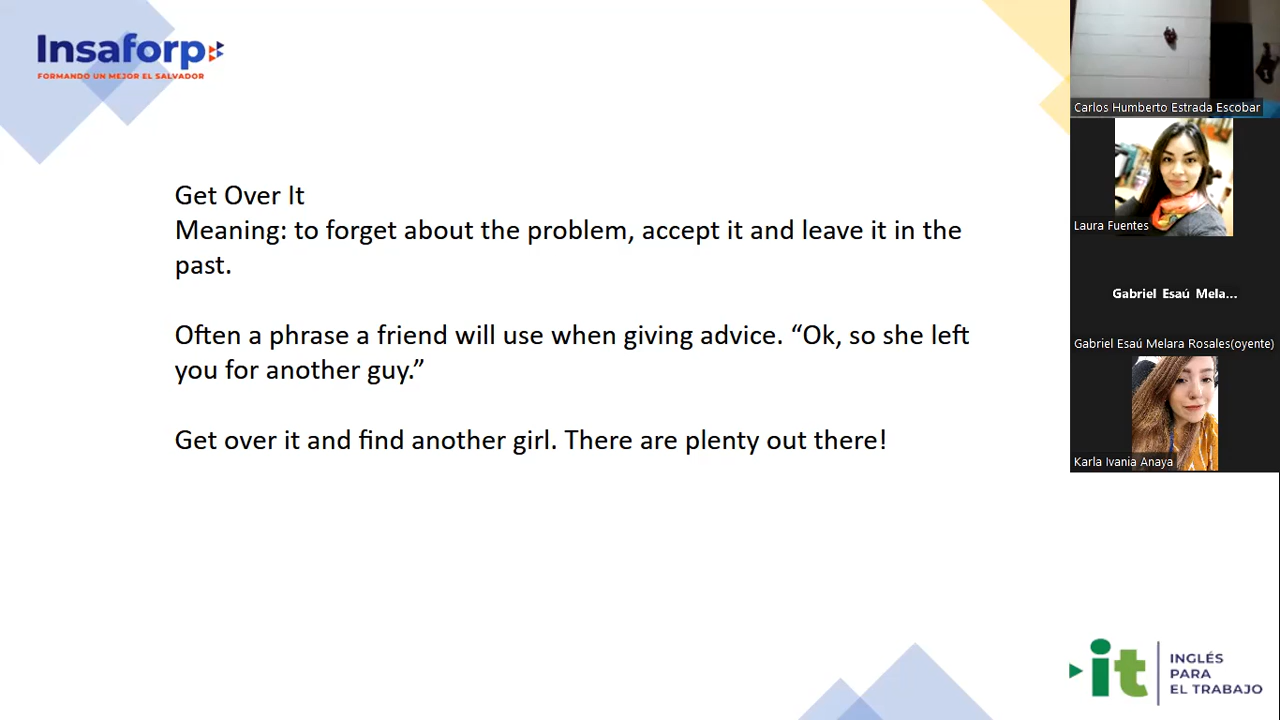 Insaforp
FORMANDO UN MEJOR EL SALVADOR
Get Over It
Meaning: to forget about the problem, accept it and leave it in the
past.
Often a phrase a friend will use when giving advice. “Ok, so she left
you for another guy.”
Get over it and find another girl. There are plenty out there!
Carlos Humberto Estrada Escobar
Laura Fuentes
Gabriel Esaú Mela...
Gabriel Esaú Melara Rosales(oyente)
Karla Ivania Anaya
it
INGLÉS
PARA
EL TRABAJO